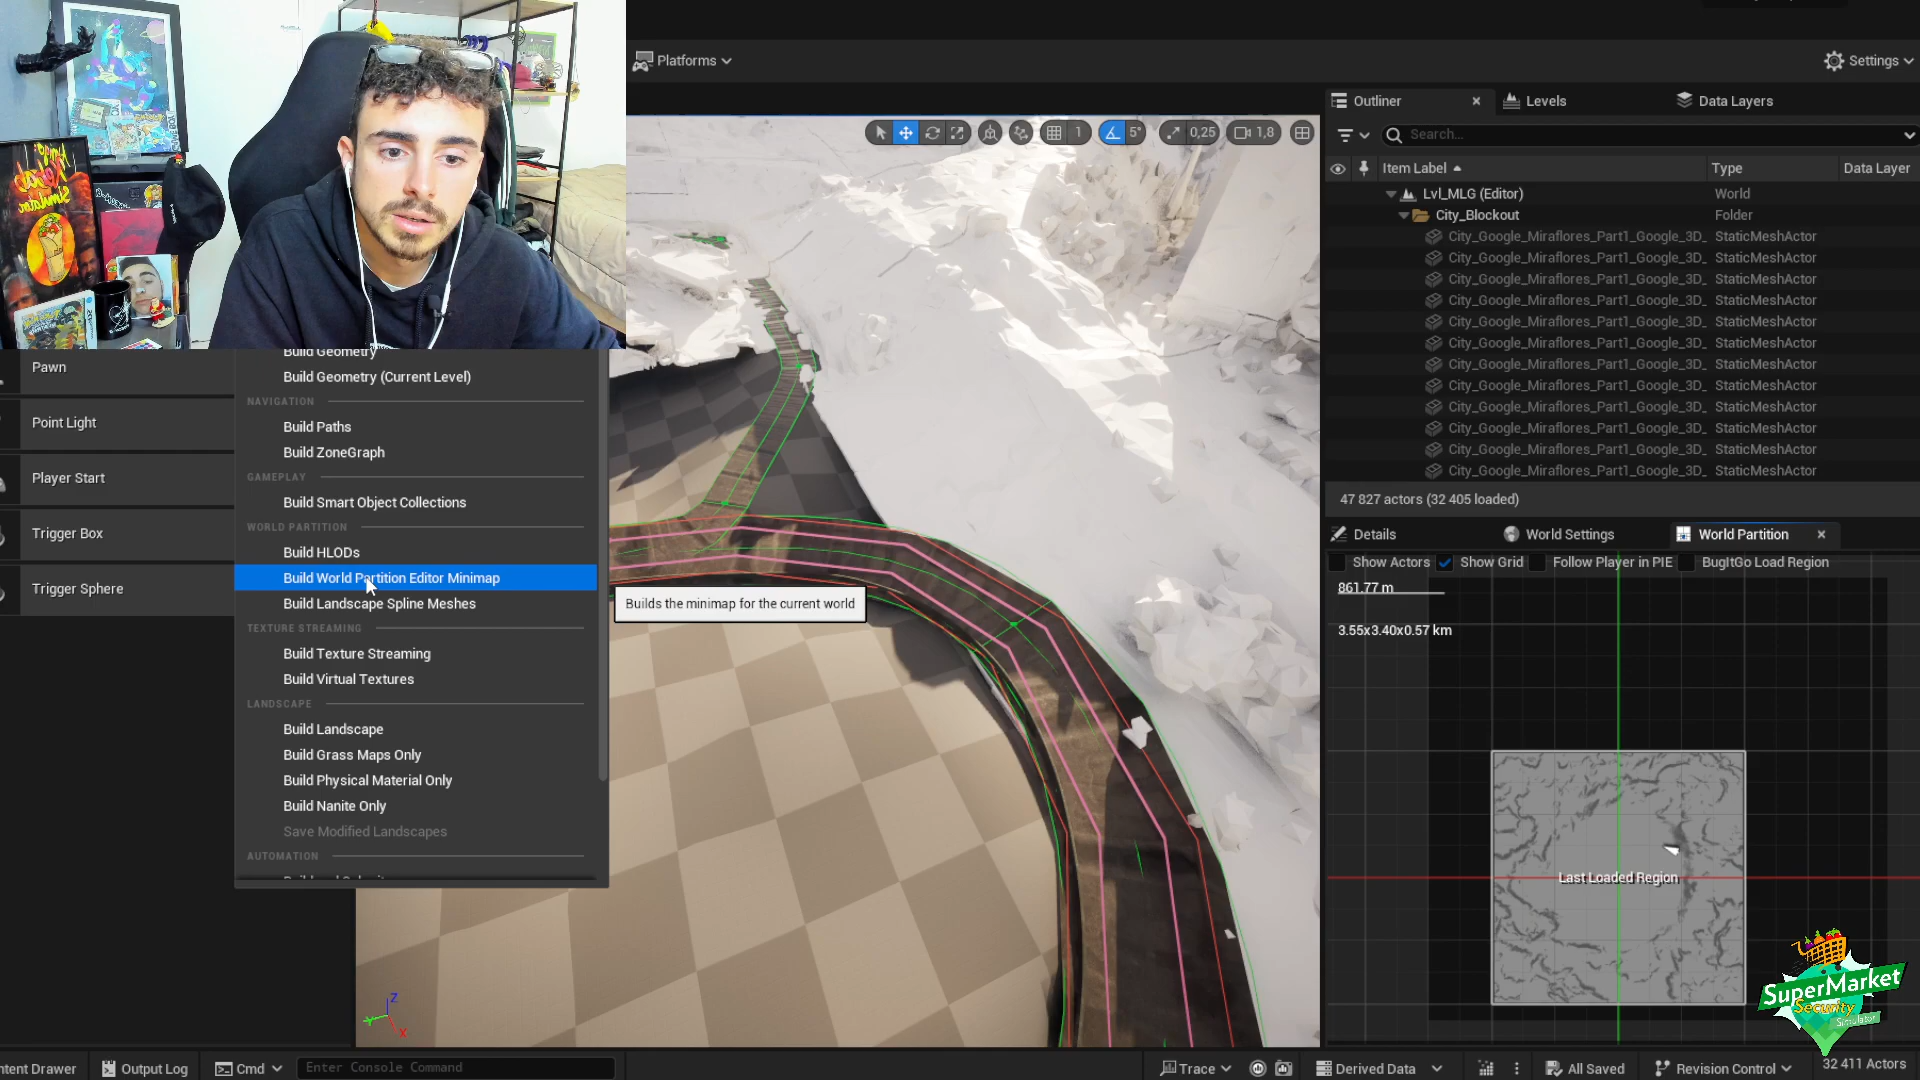 Platforms
Settings
Outliner
Levels
Data Layers
1
5°
0,25
1,8
Search...
Item Label
Type
Data Layer
Lvl_MLG (Editor)
World
City_Blockout
Folder
City_Google_Miraflores_Part1_Google_3D_ StaticMeshActor
City_Google_Miraflores_Part1_Google_3D_ StaticMeshActor
City_Google_Miraflores_Part1_Google_3D_ StaticMeshActor
City_Google_Miraflores_Part1_Google_3D_ StaticMeshActor
City_Google_Miraflores_Part1_Google_3D_ StaticMeshActor
City_Google_Miraflores_Part1_Google_3D_ StaticMeshActor
City_Google_Miraflores_Part1_Google_3D_ StaticMeshActor
City_Google_Miraflores_Part1_Google_3D_ StaticMeshActor
City_Google_Miraflores_Part1_Google_3D_ StaticMeshActor
City_Google_Miraflores_Part1_Google_3D_ StaticMeshActor
City_Google_Miraflores_Part1_Google_3D_ StaticMeshActor
City_Google_Miraflores_Part1_Google_3D_ StaticMeshActor
47 827 actors (32 405 loaded)
Details
World Settings
World Partition
Show Actors
Show Grid
Follow Player in PIE
BugItGo Load Region
861.77 m
3.55x3.40x0.57 km
Last Loaded Region
Pawn
Point Light
Player Start
Trigger Box
Trigger Sphere
Build Geometry
Build Geometry (Current Level)
NAVIGATION
Build Paths
Build ZoneGraph
GAMEPLAY
Build Smart Object Collections
WORLD PARTITION
Build HLODs
Build World Partition Editor Minimap
Build Landscape Spline Meshes
TEXTURE STREAMING
Build Texture Streaming
Build Virtual Textures
LANDSCAPE
Build Landscape
Build Grass Maps Only
Build Physical Material Only
Build Nanite Only
Save Modified Landscapes
AUTOMATION
Builds the minimap for the current world
Z
Y
X
SuperMarket
Security
Simulator
ntent Drawer
Output Log
Cmd
Enter Console Command
Trace
Derived Data
All Saved
Revision Control
32 411 Actors